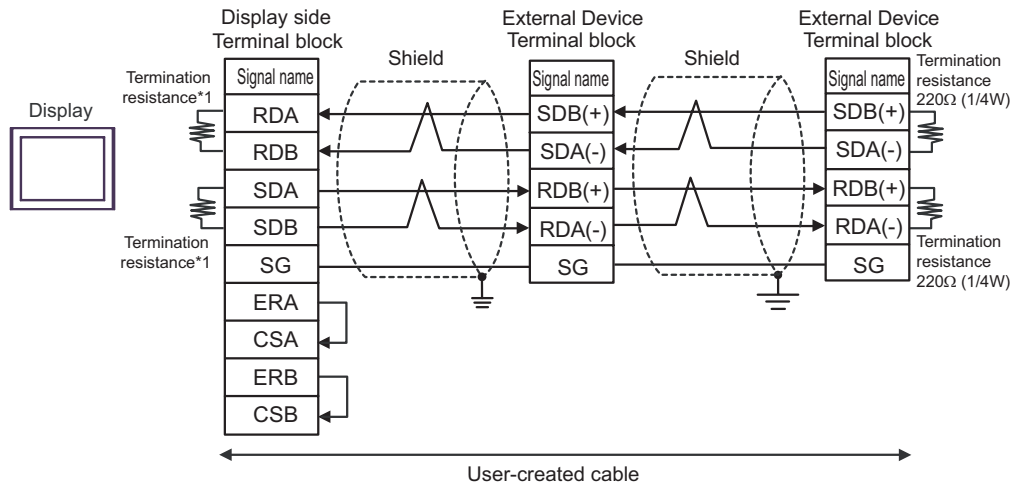 Display side
Terminal block
External Device
Terminal block
External Device
Terminal block
Shield
Shield
Display
Termination
resistance*1
Termination
resistance*1
Signal name
RDA
RDB
SDA
SDB
SG
ERA
CSA
ERB
CSB
Signal name
SDB(+)
SDA(-)
RDB(+)
RDA(-)
SG
Signal name
SDB(+)
SDA(-)
RDB(+)
RDA(-)
SG
Termination
resistance
220Ω (1/4W)
Termination
resistance
220Ω (1/4W)
User-created cable